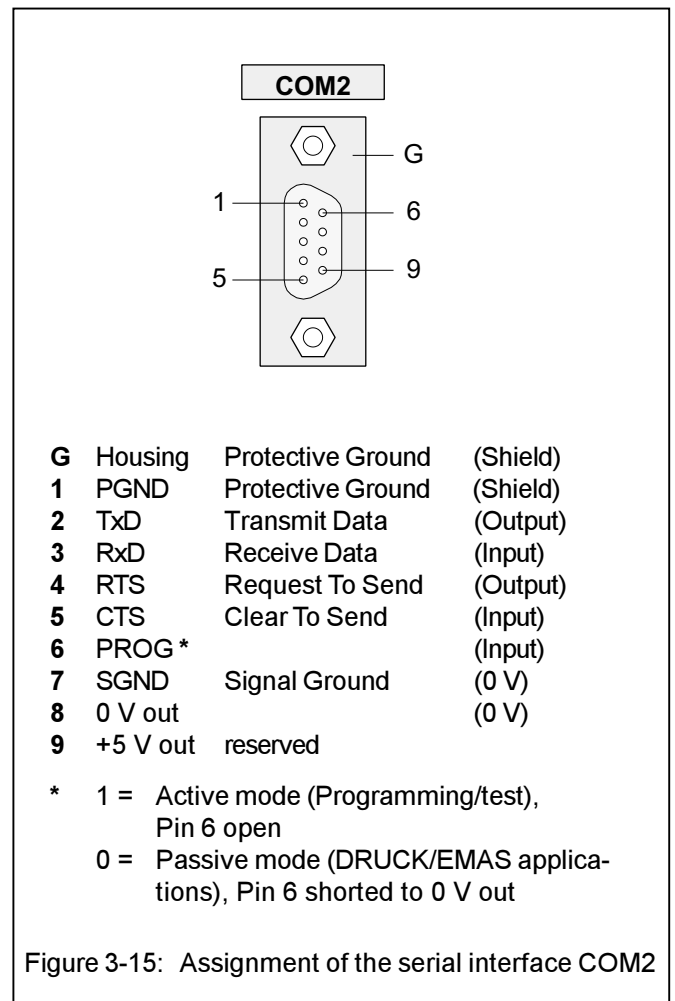 COM2
G
1
6
9
5
G Housing Protective Ground (Shield)
1 PGND Protective Ground (Shield)
2 TxD Transmit Data (Output)
3 RxD Receive Data (Input)
4 RTS Request To Send (Output)
5 CTS Clear To Send (Input)
6 PROG * (Input)
7 SGND Signal Ground (0 V)
8 0 V out (0 V)
9 +5 V out reserved
* 1 = Active mode (Programming/test),
Pin 6 open
0 = Passive mode (DRUCK/EMAS applica-
tions), Pin 6 shorted to 0 V out
Figure 3-15: Assignment of the serial interface COM2